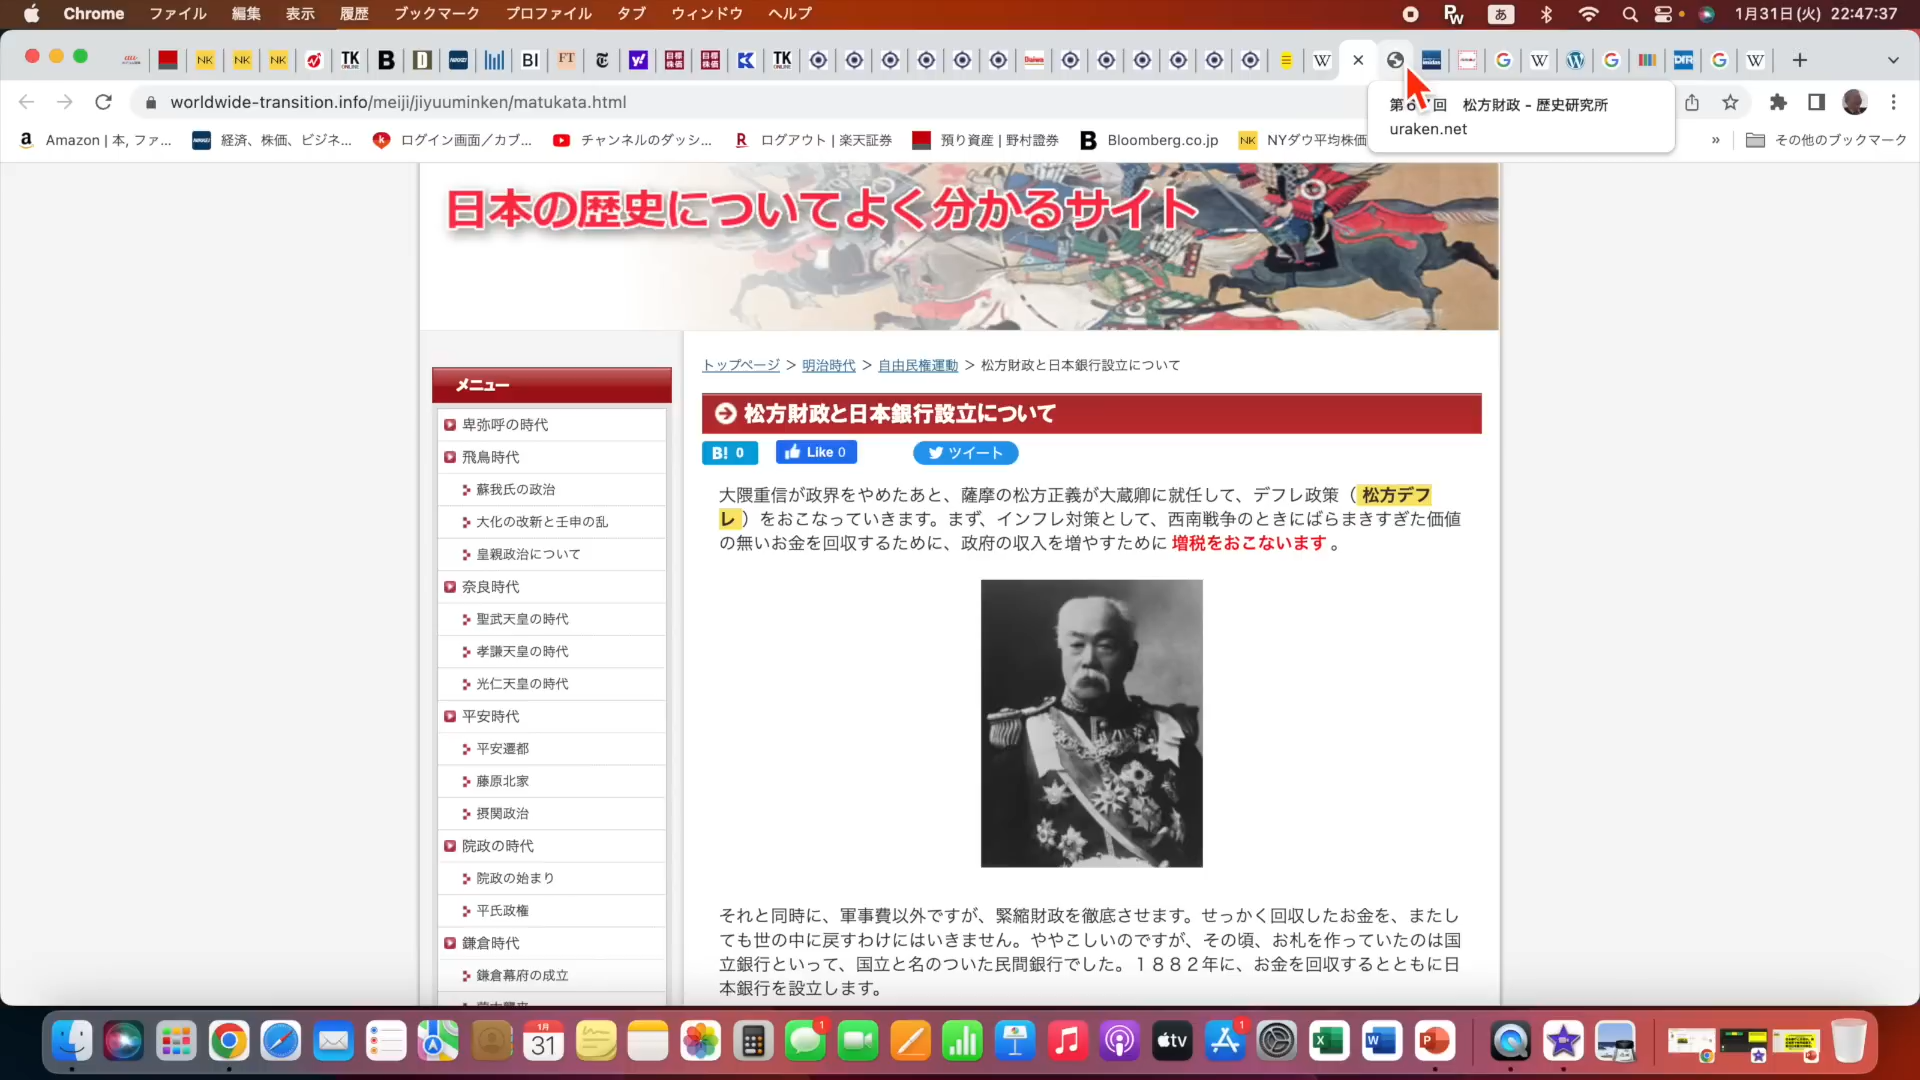 Chrome ファイル 編集 表示 履歴 ブックマーク プロファイル タブ ウィンドウ ヘルプ あ 1月31日(火) 22:47:37
worldwide-transition.info/meiji/jiyuuminken/matukata.html
松方財政 - 歴史研究所
uraken.net
Amazon | 本, ファ... 経済、株価、ビジネ... ログイン画面／カブ... チャンネルのダッシ... ログアウト | 楽天証券 預り資産 | 野村證券 Bloomberg.co.jp NYダウ平均株価 » その他のブックマーク
日本の歴史についてよく分かるサイト
トップページ > 明治時代 > 自由民権運動 > 松方財政と日本銀行設立について
メニュー
卑弥呼の時代
飛鳥時代
蘇我氏の政治
大化の改新と壬申の乱
皇親政治について
奈良時代
聖武天皇の時代
孝謙天皇の時代
光仁天皇の時代
平安時代
平安遷都
藤原北家
摂関政治
院政の時代
院政の始まり
平氏政権
鎌倉時代
鎌倉幕府の成立
松方財政と日本銀行設立について
B! 0 Like 0 ツイート
大隈重信が政界をやめたあと、薩摩の松方正義が大蔵卿に就任して、デフレ政策（ 松方デフ
レ ）をおこなっていきます。まず、インフレ対策として、西南戦争のときにばらまきすぎた価値
の無いお金を回収するために、政府の収入を増やすために 増税をおこないます 。
それと同時に、軍事費以外ですが、緊縮財政を徹底させます。せっかく回収したお金を、またし
ても世の中に戻すわけにはいきません。ややこしいのですが、その頃、お札を作っていたのは国
立銀行といって、国立と名のついた民間銀行でした。１８８２年に、お金を回収するとともに日
本銀行を設立します。